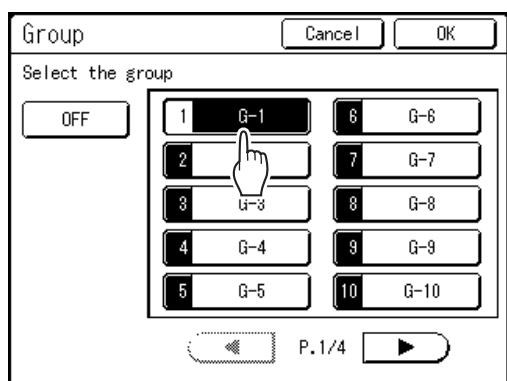 Group Cancel OK
Select the group
OFF
1 G-1 6 G-6
2 7 G-7
3 G-3 8 G-8
4 G-4 9 G-9
5 G-5 10 G-10
◀ P.1/4 ▶